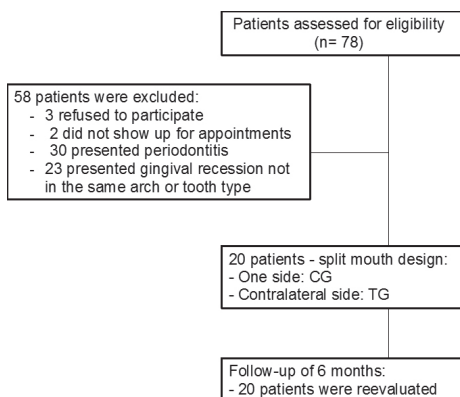 Patients assessed for eligibility
(n= 78)
58 patients were excluded:
- 3 refused to participate
- 2 did not show up for appointments
- 30 presented periodontitis
- 23 presented gingival recession not
in the same arch or tooth type
20 patients - split mouth design:
- One side: CG
- Contralateral side: TG
Follow-up of 6 months:
- 20 patients were reevaluated